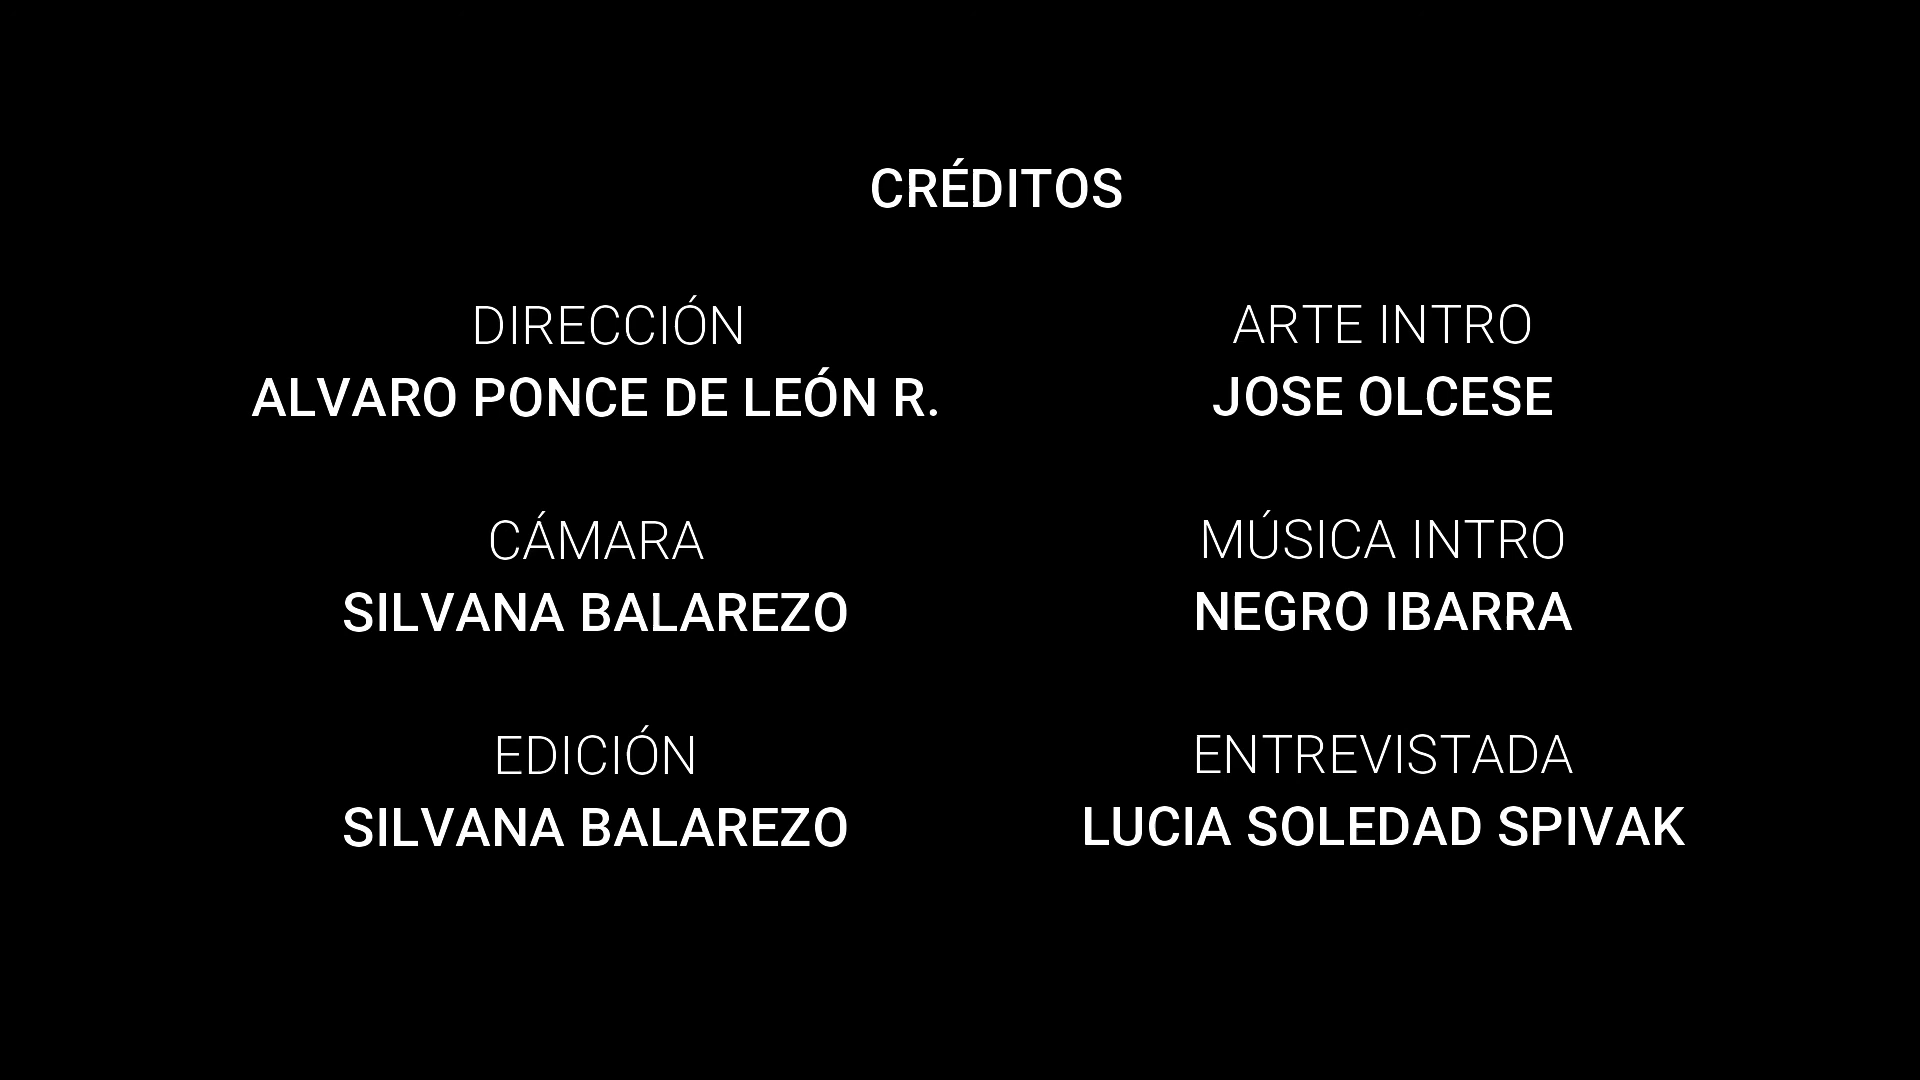 CRÉDITOS
DIRECCIÓN
ALVARO PONCE DE LEÓN R.
CÁMARA
SILVANA BALAREZO
EDICIÓN
SILVANA BALAREZO
ARTE INTRO
JOSE OLCESE
MÚSICA INTRO
NEGRO IBARRA
ENTREVISTADA
LUCIA SOLEDAD SPIVAK